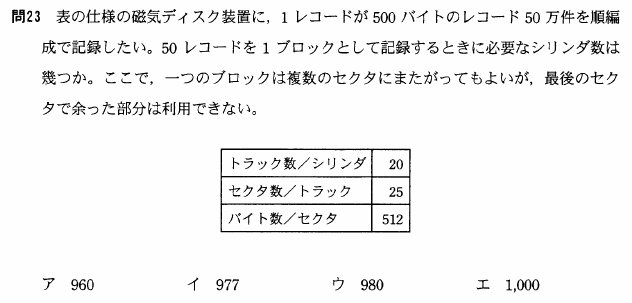 問23 表の仕様の磁気ディスク装置に，1レコードが500バイトのレコード50万件を順編
成で記録したい。50レコードを1ブロックとして記録するときに必要なシリンダ数は
幾つか。ここで，一つのブロックは複数のセクタにまたがってもよいが，最後のセク
タで余った部分は利用できない。
トラック数／シリンダ 20
セクタ数／トラック 25
バイト数／セクタ 512
ア 960 イ 977 ウ 980 エ 1,000